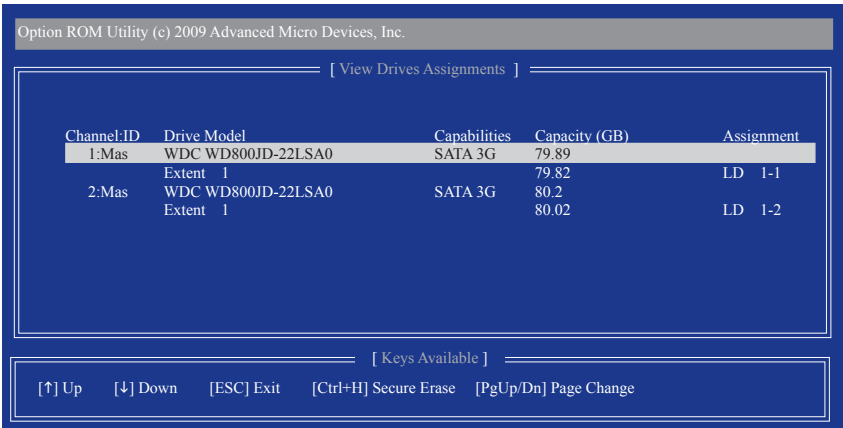 Option ROM Utility (c) 2009 Advanced Micro Devices, Inc.
[ View Drives Assignments ]
Channel:ID Drive Model Capabilities Capacity (GB) Assignment
1:Mas WDC WD800JD-22LSA0 SATA 3G 79.89
Extent 1 79.82 LD 1-1
2:Mas WDC WD800JD-22LSA0 SATA 3G 80.2
Extent 1 80.02 LD 1-2
[ Keys Available ]
[↑] Up [↓] Down [ESC] Exit [Ctrl+H] Secure Erase [PgUp/Dn] Page Change